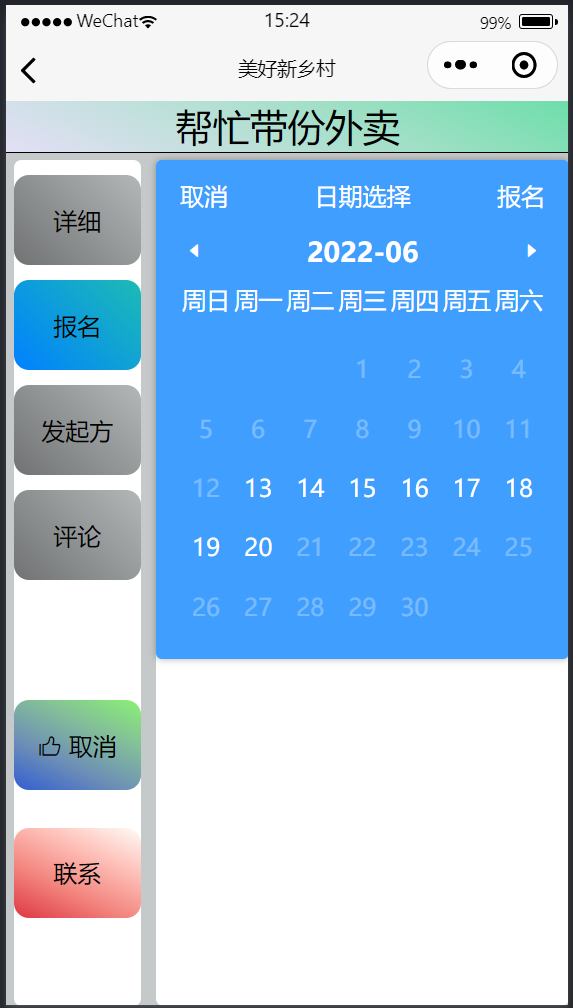 WeChat 15:24 99%
美好新乡村
帮忙带份外卖
详细
报名
发起方
评论
取消
联系
取消 日期选择 报名
2022-06
周日 周一 周二 周三 周四 周五 周六
1 2 3 4
5 6 7 8 9 10 11
12 13 14 15 16 17 18
19 20 21 22 23 24 25
26 27 28 29 30